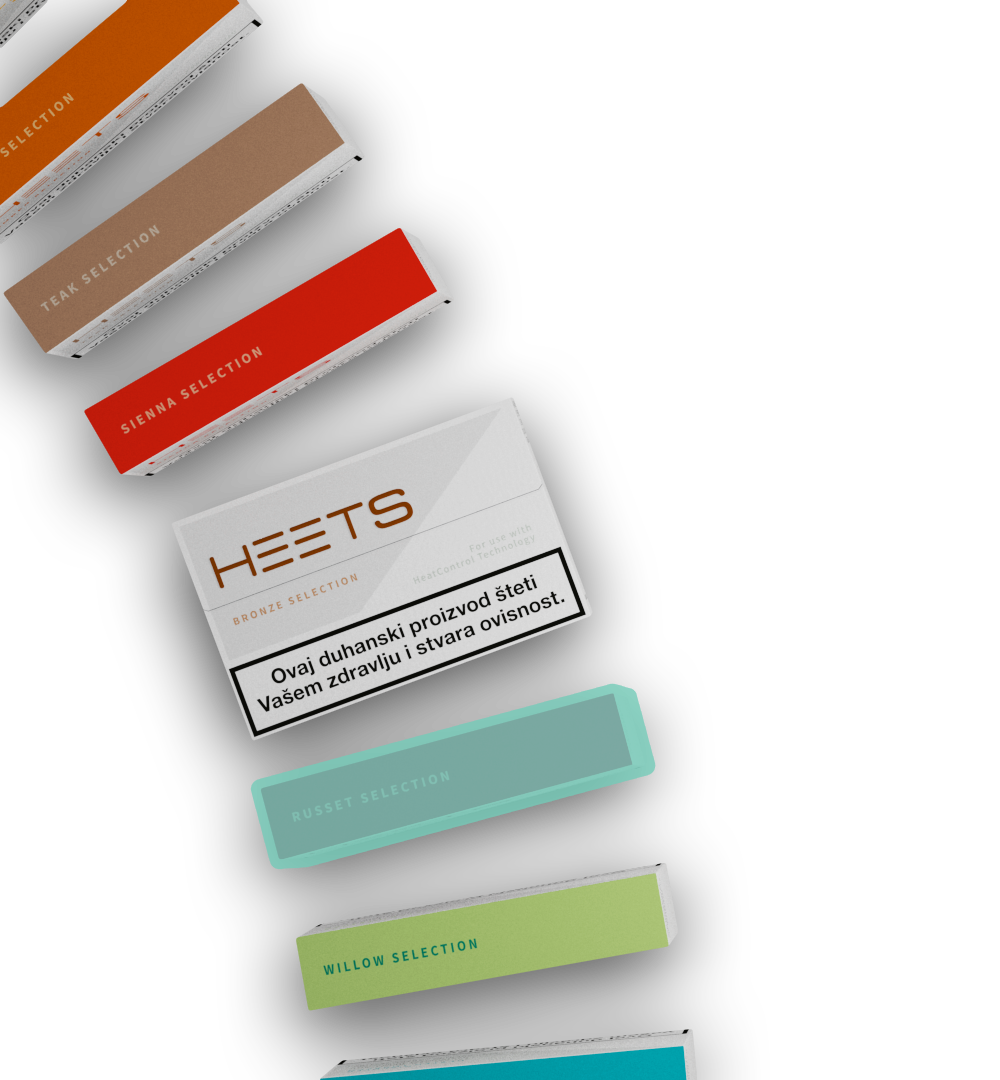 SELECTION
TEAK SELECTION
SIENNA SELECTION
HEETS
BRONZE SELECTION
For use with
HeatControl Technology
Ovaj duhanski proizvod šteti
Vašem zdravlju i stvara ovisnost.
RUSSET SELECTION
WILLOW SELECTION